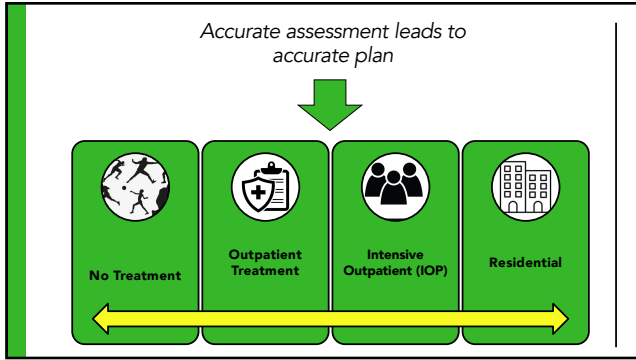 Accurate assessment leads to
accurate plan
No Treatment
Outpatient
Treatment
Intensive
Outpatient (IOP)
Residential